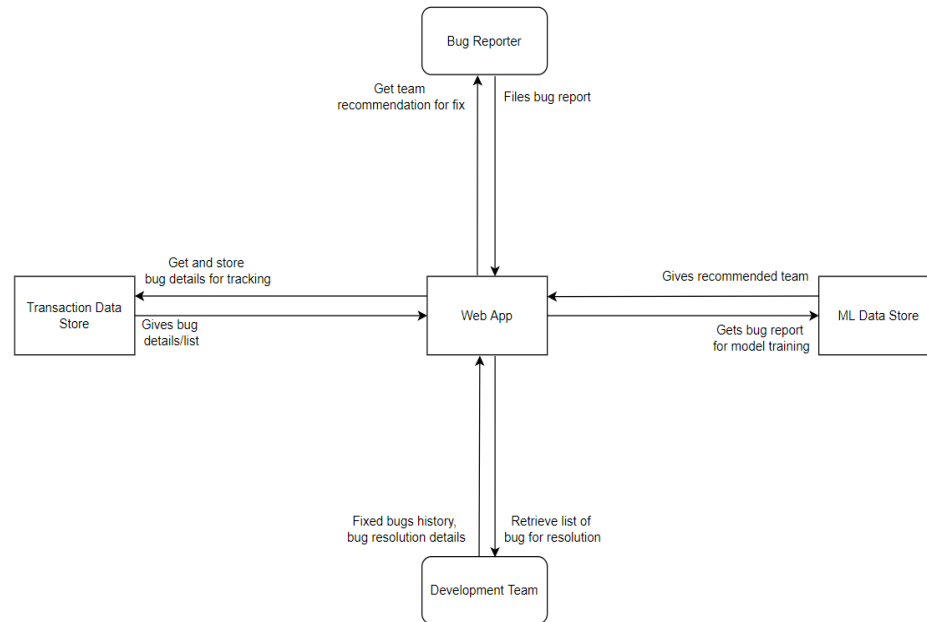 Bug Reporter
Get team
recommendation for fix
Files bug report
Get and store
bug details for tracking
Gives recommended team
Transaction Data
Store
Web App
ML Data Store
Gives bug
details/list
Gets bug report
for model training
Fixed bugs history,
bug resolution details
Retrieve list of
bug for resolution
Development Team